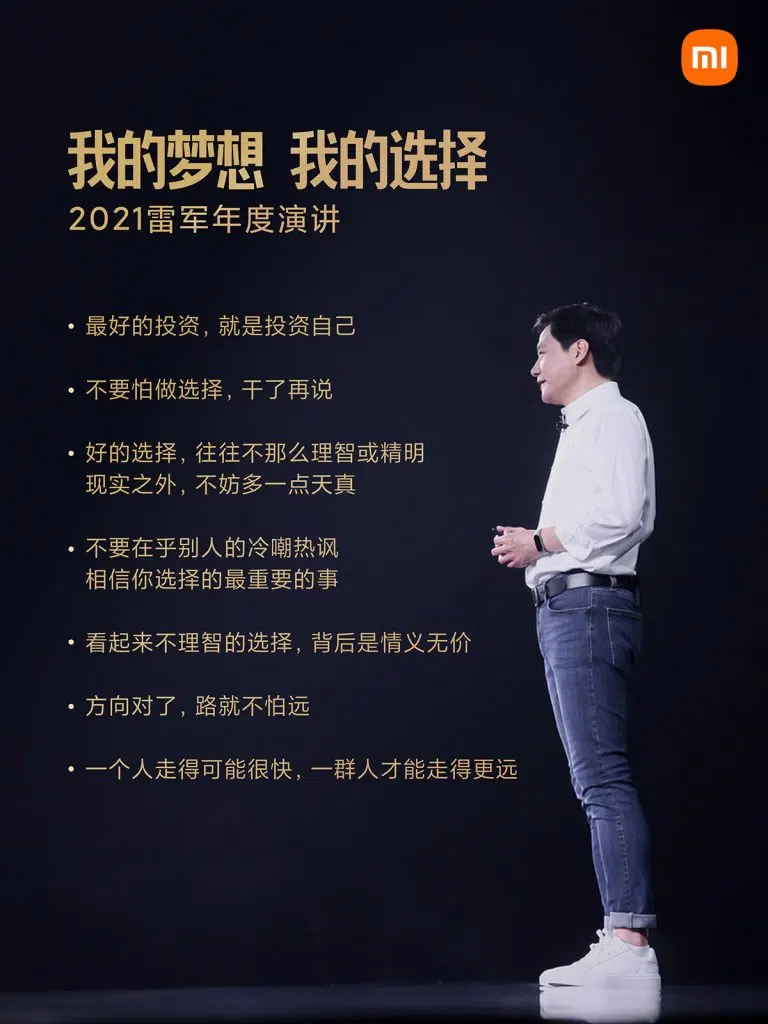 mi
我的梦想 我的选择
2021雷军年度演讲
• 最好的投资，就是投资自己
• 不要怕做选择，干了再说
• 好的选择，往往不那么理智或精明
现实之外，不妨多一点天真
• 不要在乎别人的冷嘲热讽
相信你选择的最重要的事
• 看起来不理智的选择，背后是情义无价
• 方向对了，路就不怕远
• 一个人走得可能很快，一群人才能走得更远